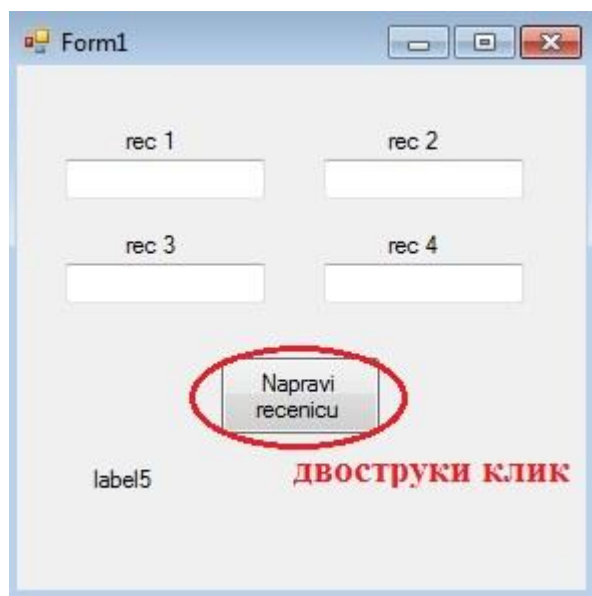 Form1
rec 1 rec 2
rec 3 rec 4
Napravi
recenicu
двоструки клик
label5